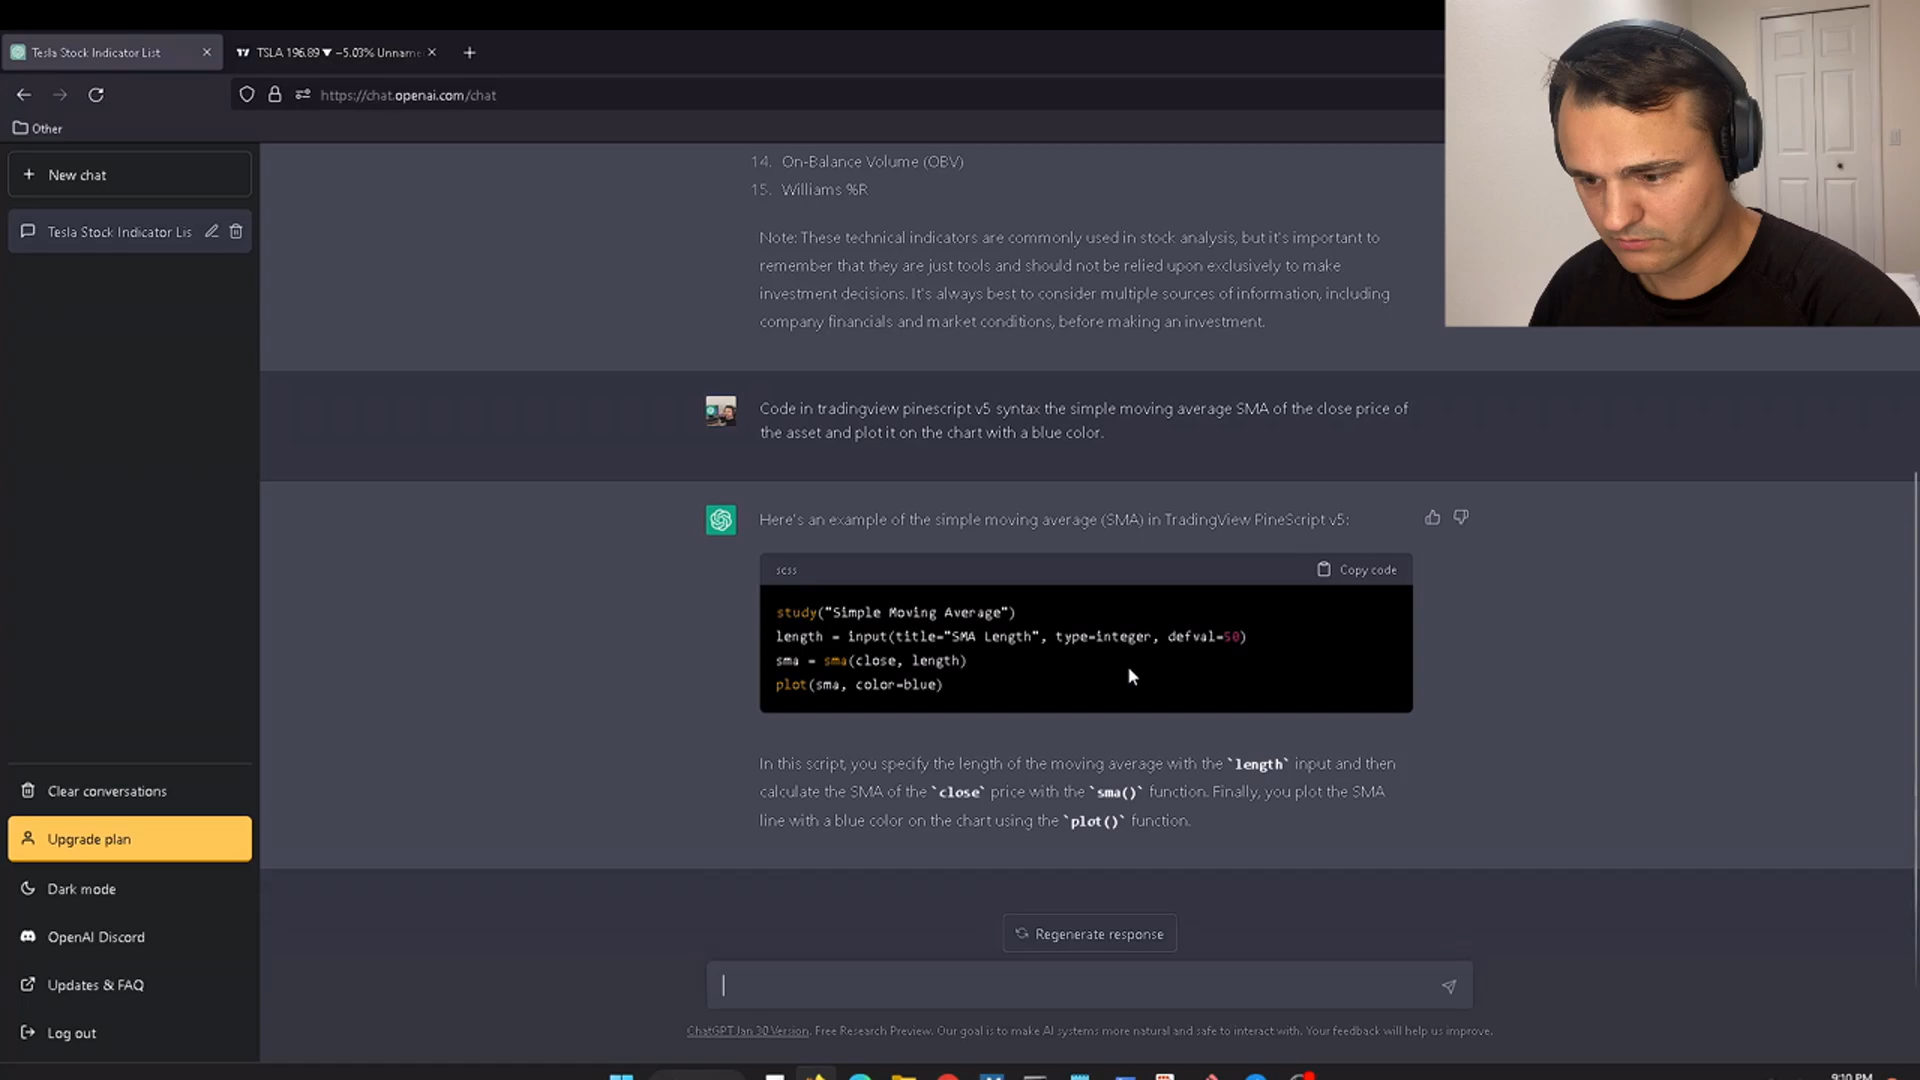 Tesla Stock Indicator List
TSLA 196.89 ▼ −5.03% Unname
https://chat.openai.com/chat
Other
New chat
Tesla Stock Indicator Lis
14. On-Balance Volume (OBV)
15. Williams %R
Note: These technical indicators are commonly used in stock analysis, but it's important to
remember that they are just tools and should not be relied upon exclusively to make
investment decisions. It's always best to consider multiple sources of information, including
company financials and market conditions, before making an investment.
Code in tradingview pinescript v5 syntax the simple moving average SMA of the close price of
the asset and plot it on the chart with a blue color.
Here's an example of the simple moving average (SMA) in TradingView PineScript v5:
scss
Copy code
study("Simple Moving Average")
length = input(title="SMA Length", type=integer, defval=50)
sma = sma(close, length)
plot(sma, color=blue)
In this script, you specify the length of the moving average with the `length` input and then
calculate the SMA of the `close` price with the `sma()` function. Finally, you plot the SMA
line with a blue color on the chart using the `plot()` function.
Clear conversations
Upgrade plan
Dark mode
OpenAI Discord
Updates & FAQ
Log out
Regenerate response
ChatGPT Jan 30 Version. Free Research Preview. Our goal is to make AI systems more natural and safe to interact with. Your feedback will help us improve.
9:10 PM